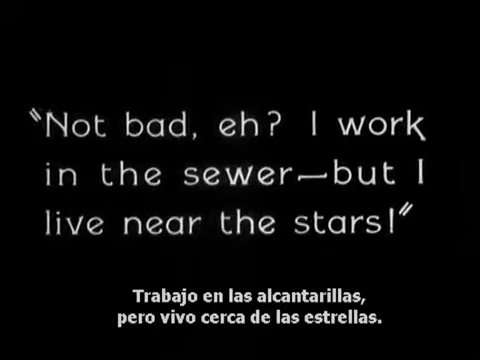 "Not bad, eh? I work
in the sewer—but I
live near the stars!"
Trabajo en las alcantarillas,
pero vivo cerca de las estrellas.